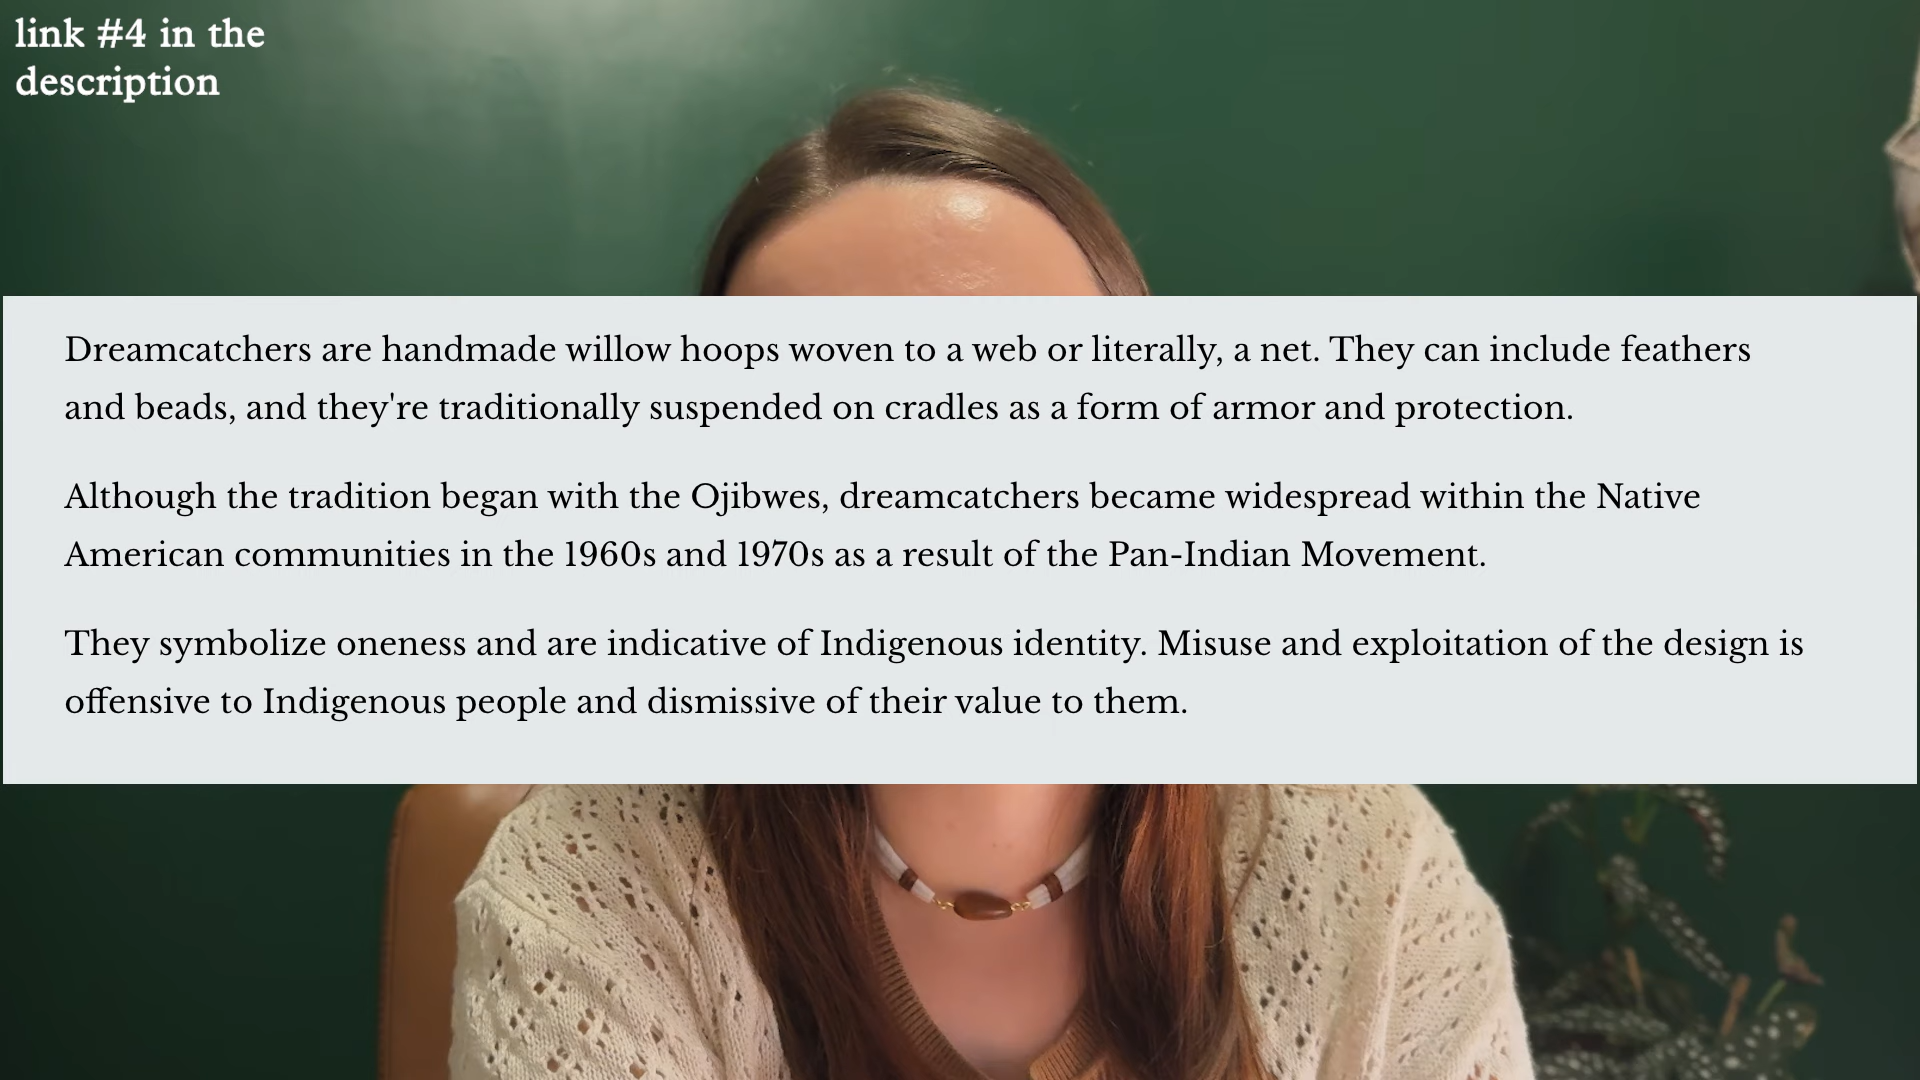 link #4 in the
description
Dreamcatchers are handmade willow hoops woven to a web or literally, a net. They can include feathers
and beads, and they're traditionally suspended on cradles as a form of armor and protection.
Although the tradition began with the Ojibwes, dreamcatchers became widespread within the Native
American communities in the 1960s and 1970s as a result of the Pan-Indian Movement.
They symbolize oneness and are indicative of Indigenous identity. Misuse and exploitation of the design is
offensive to Indigenous people and dismissive of their value to them.